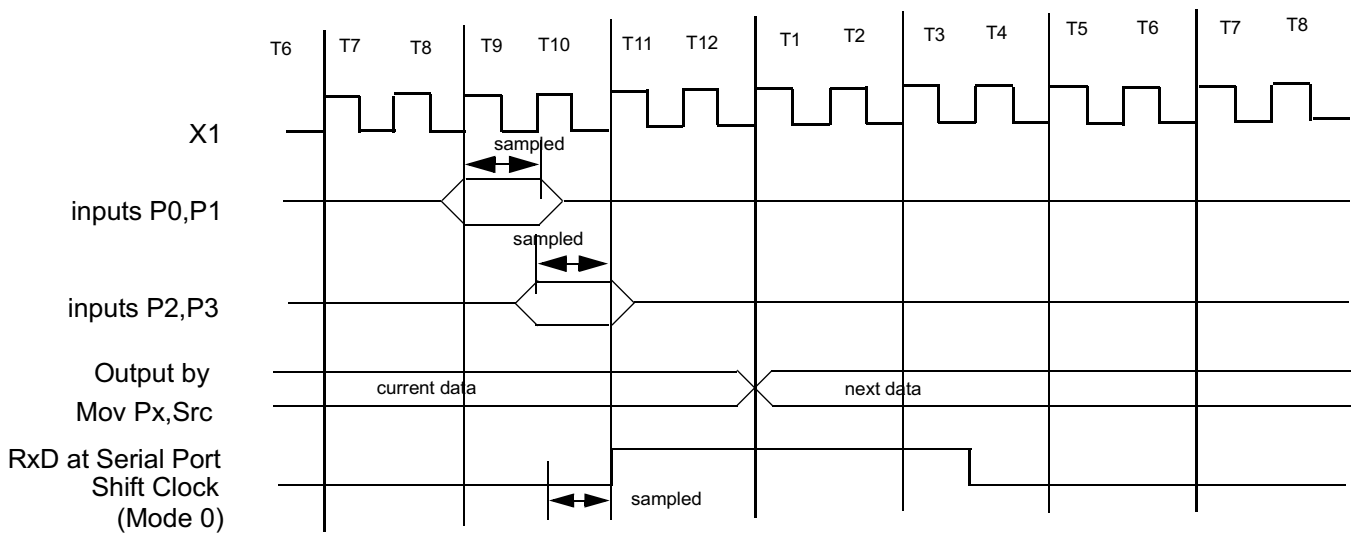 T6 T7 T8 T9 T10 T11 T12 T1 T2 T3 T4 T5 T6 T7 T8
X1
sampled
inputs P0,P1
sampled
inputs P2,P3
Output by
Mov Px,Src
current data
next data
RxD at Serial Port
Shift Clock
(Mode 0)
sampled